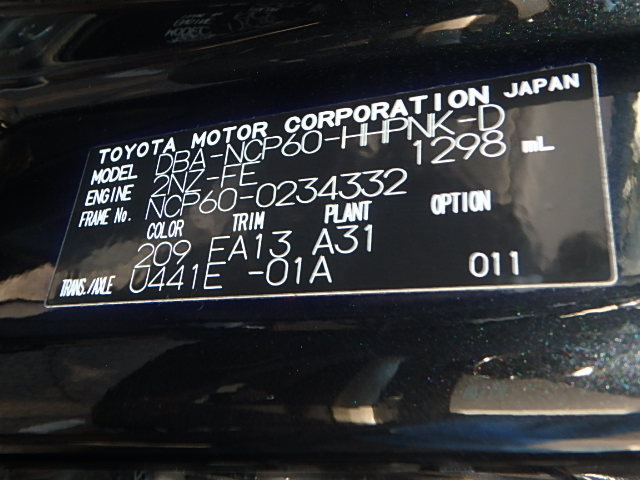 TOYOTA MOTOR CORPORATION JAPAN
MODEL DBA-NCP60-HHPNK-D
ENGINE 2NZ-FE 1298 mL
FRAME No. NCP60-0234332
COLOR TRIM PLANT OPTION
209 EA13 A31
TRANS./AXLE U441E -01A 011